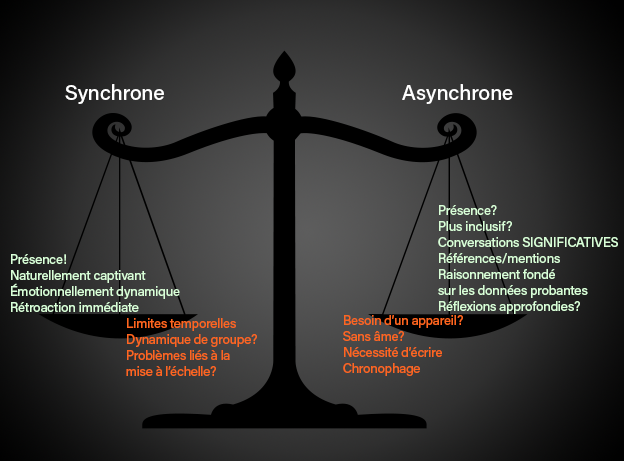 Synchrone
Asynchrone
Présence!
Naturellement captivant
Émotionnellement dynamique
Rétroaction immédiate
Limites temporelles
Dynamique de groupe?
Problèmes liés à la
mise à l'échelle?
Présence?
Plus inclusif?
Conversations SIGNIFICATIVES
Références/mentions
Raisonnement fondé
sur les données probantes
Réflexions approfondies?
Besoin d'un appareil?
Sans âme?
Nécessité d'écrire
Chronophage